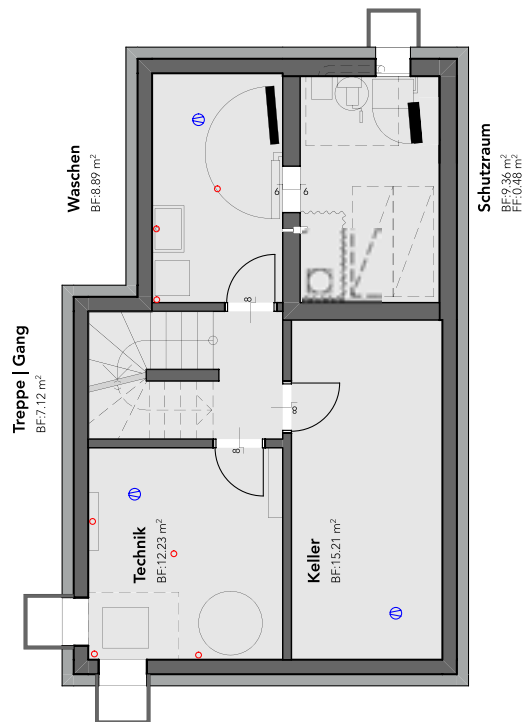 Waschen
BF:8.89 m²
Schutzraum
BF:9.36 m²
FF:0.48 m²
Treppe | Gang
BF:7.12 m²
Technik
BF:12.23 m²
Keller
BF:15.21 m²
6
6
8
8
8